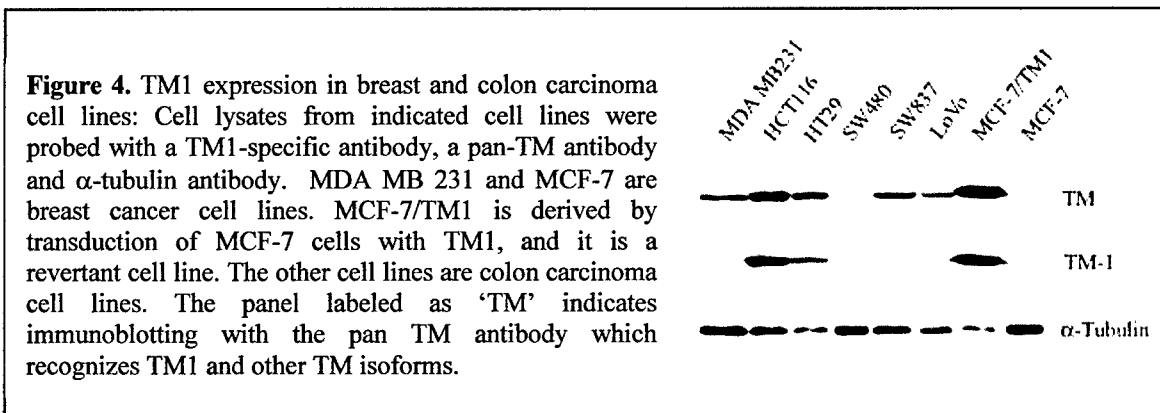 Figure 4. TM1 expression in breast and colon carcinoma
cell lines: Cell lysates from indicated cell lines were
probed with a TM1-specific antibody, a pan-TM antibody
and α-tubulin antibody. MDA MB 231 and MCF-7 are
breast cancer cell lines. MCF-7/TM1 is derived by
transduction of MCF-7 cells with TM1, and it is a
revertant cell line. The other cell lines are colon carcinoma
cell lines. The panel labeled as ‘TM’ indicates
immunoblotting with the pan TM antibody which
recognizes TM1 and other TM isoforms.
MDA MB231
HCT116
HT29
SW480
SW837
LoVo
MCF-7/TM1
MCF-7
TM
TM-1
α-Tubulin